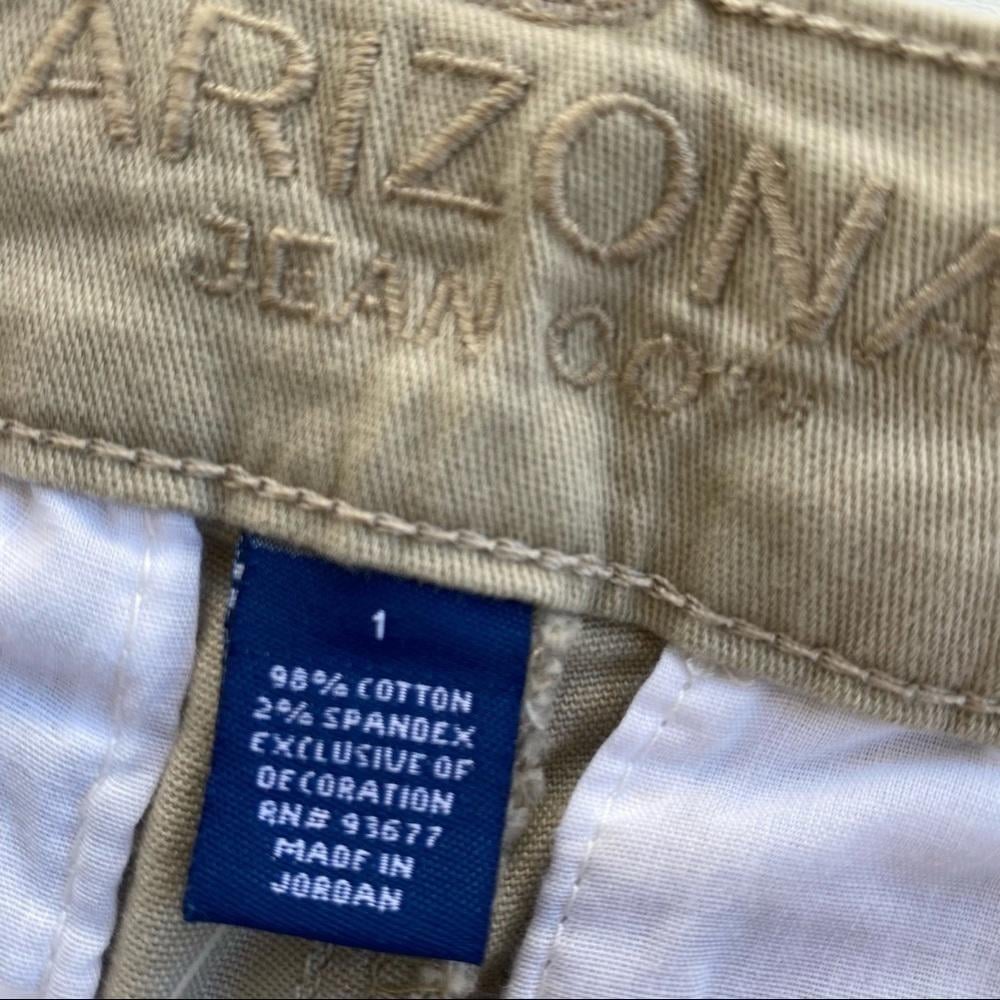 ARIZONA
JEAN CO
1
98% COTTON
2% SPANDEX
EXCLUSIVE OF
DECORATION
RN# 93677
MADE IN
JORDAN